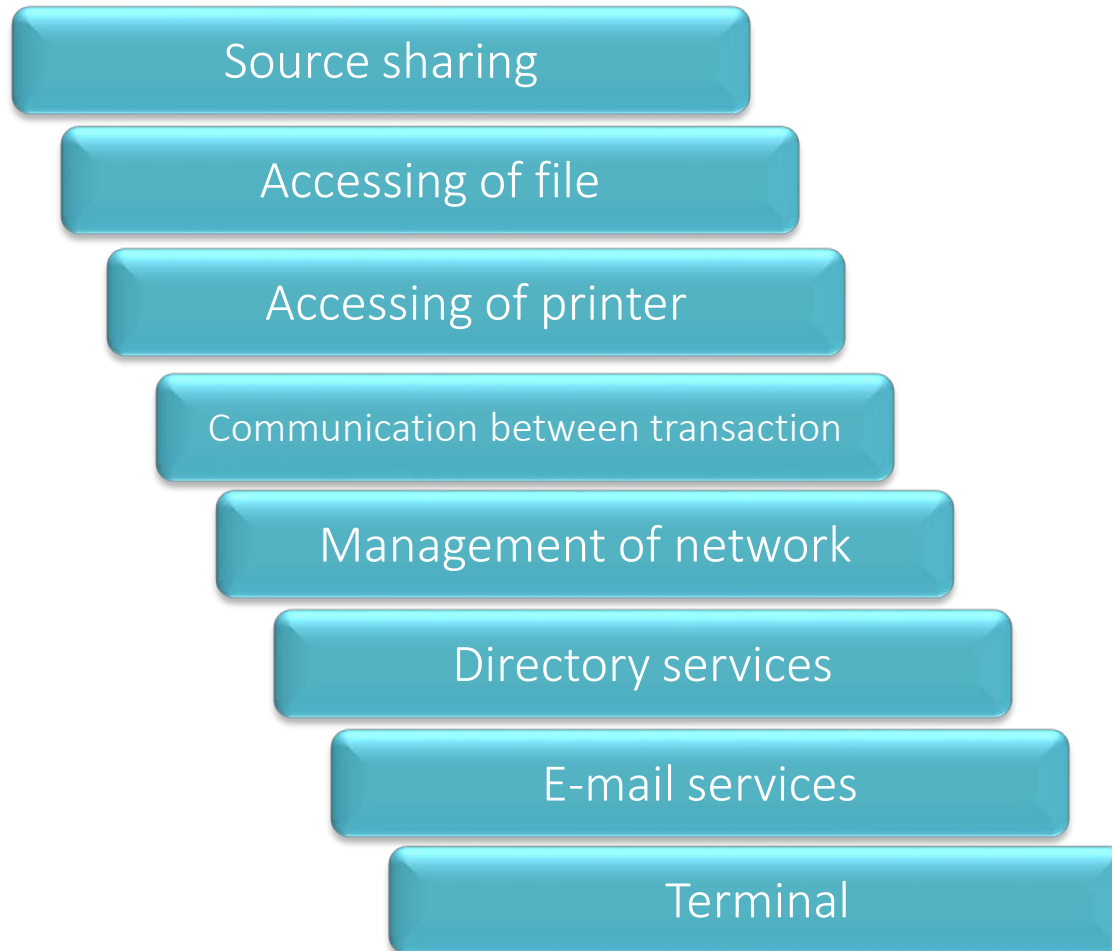 Source sharing
Accessing of file
Accessing of printer
Communication between transaction
Management of network
Directory services
E-mail services
Terminal